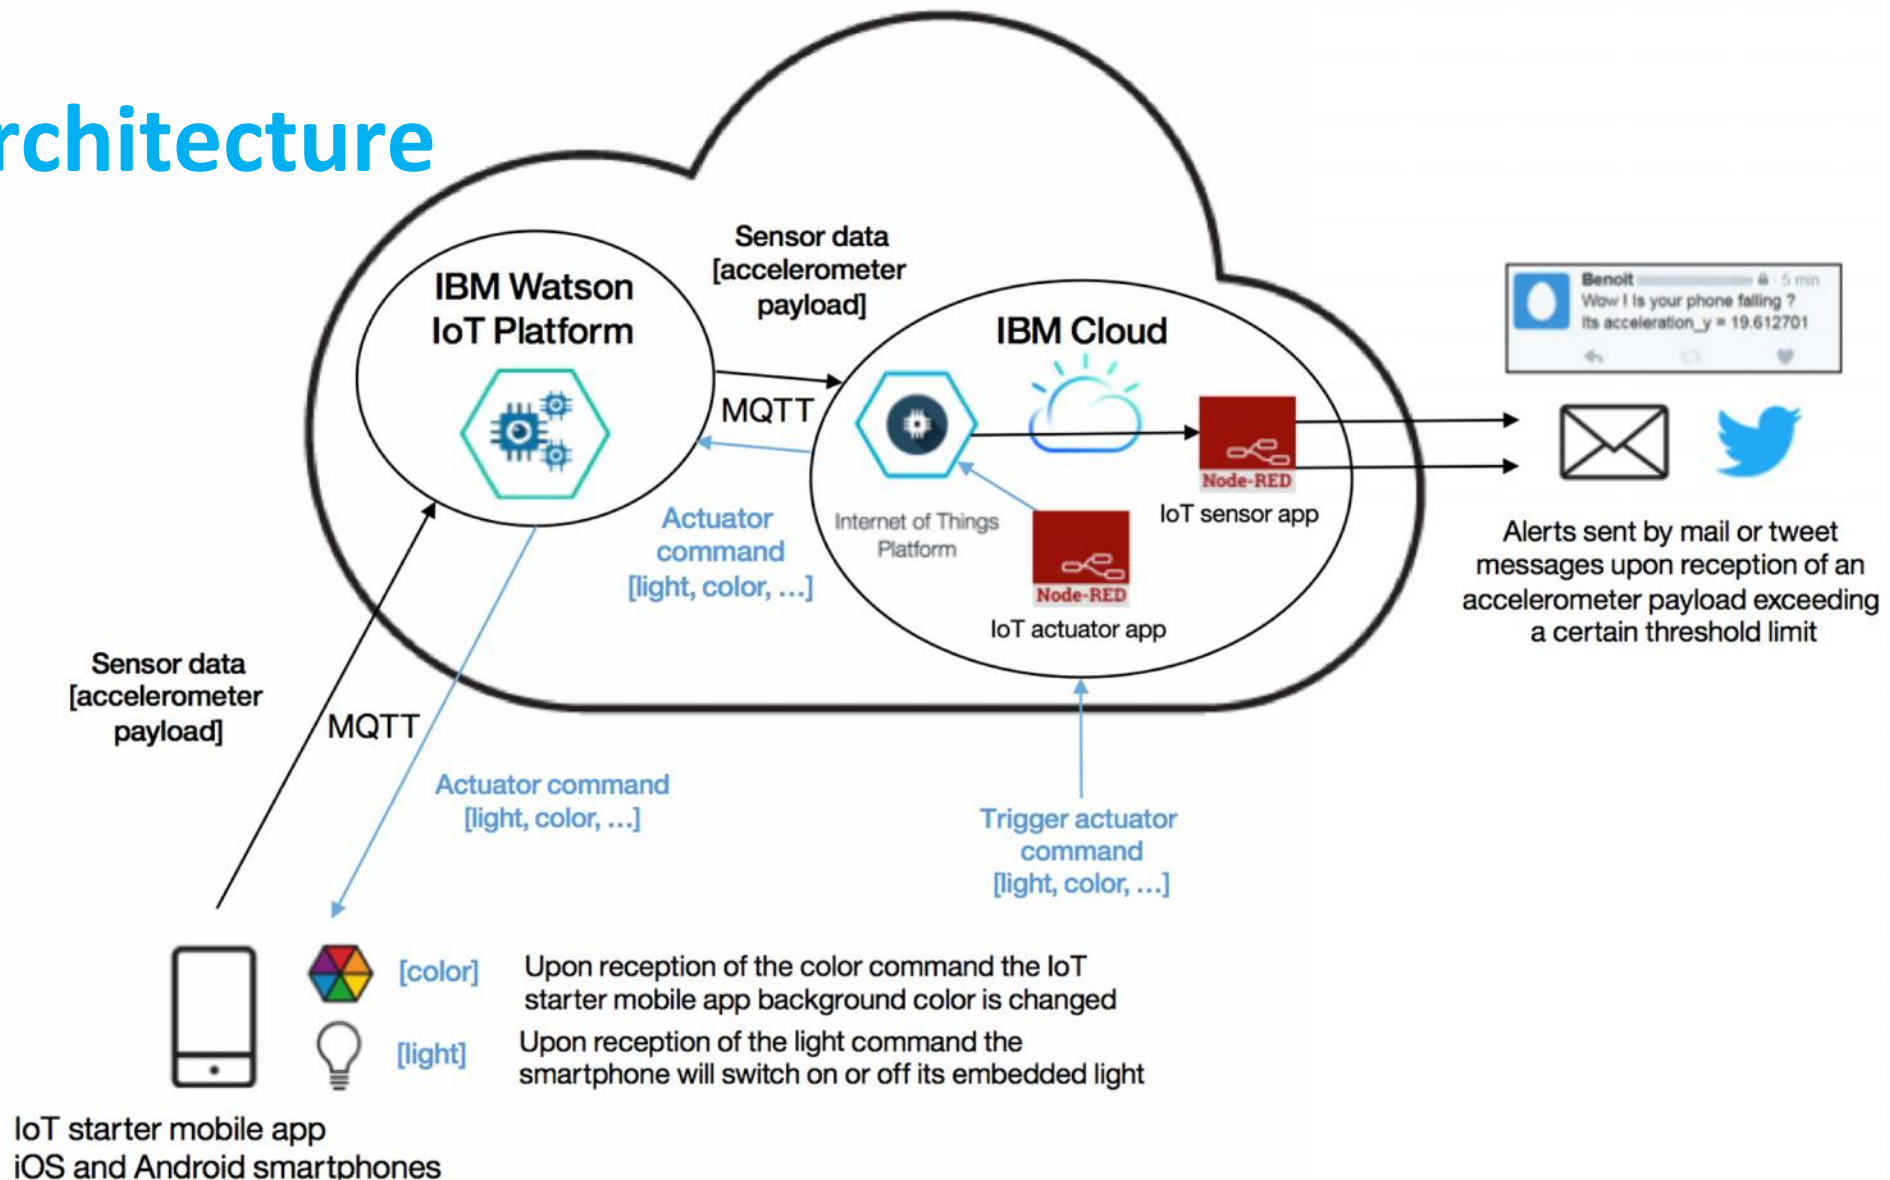 rchitecture
Sensor data
[accelerometer
payload]
IBM Watson
IoT Platform
MQTT
IBM Cloud
Benoit
5 min
Wow ! Is your phone falling ?
Its acceleration_y = 19.612701
Actuator
command
[light, color, ...]
Internet of Things
Platform
Node-RED
IoT sensor app
Node-RED
IoT actuator app
Alerts sent by mail or tweet
messages upon reception of an
accelerometer payload exceeding
a certain threshold limit
Sensor data
[accelerometer
payload]
MQTT
Actuator command
[light, color, ...]
Trigger actuator
command
[light, color, ...]
[color]
Upon reception of the color command the IoT
starter mobile app background color is changed
[light]
Upon reception of the light command the
smartphone will switch on or off its embedded light
IoT starter mobile app
iOS and Android smartphones